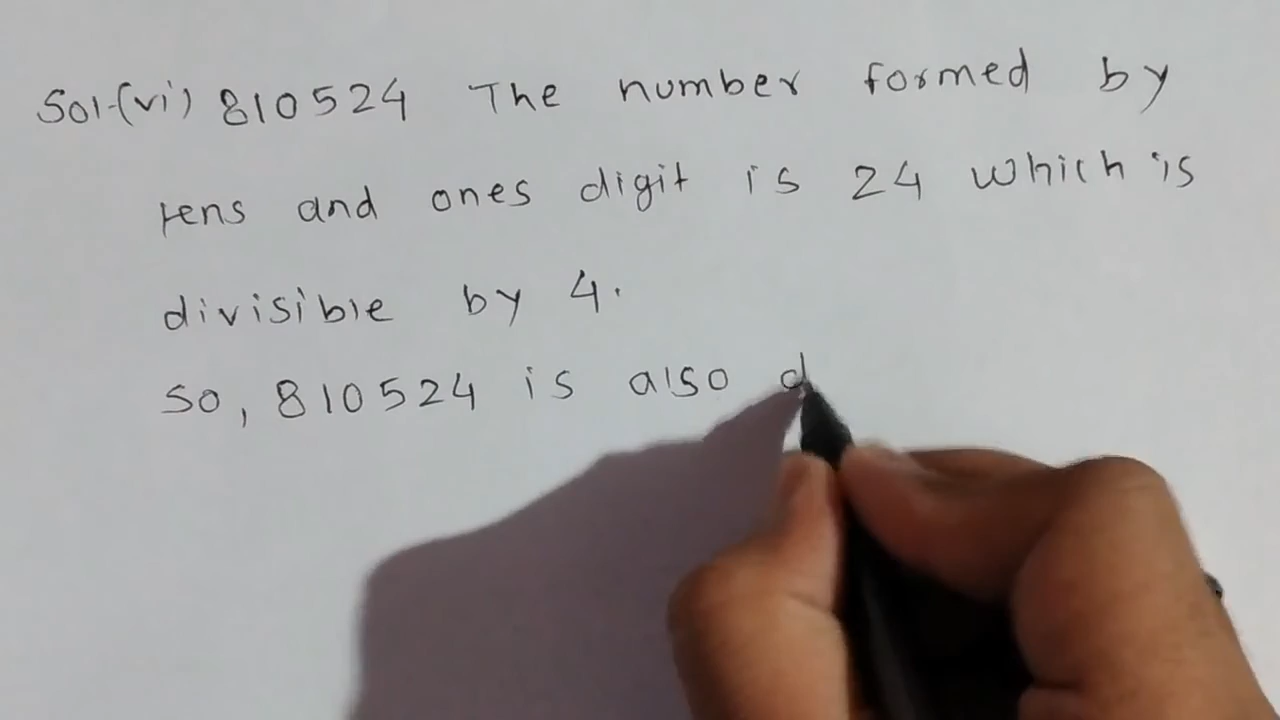 Sol-(vi) 810524 The number formed by
tens and ones digit is 24 which is
divisible by 4.
So, 810524 is also d